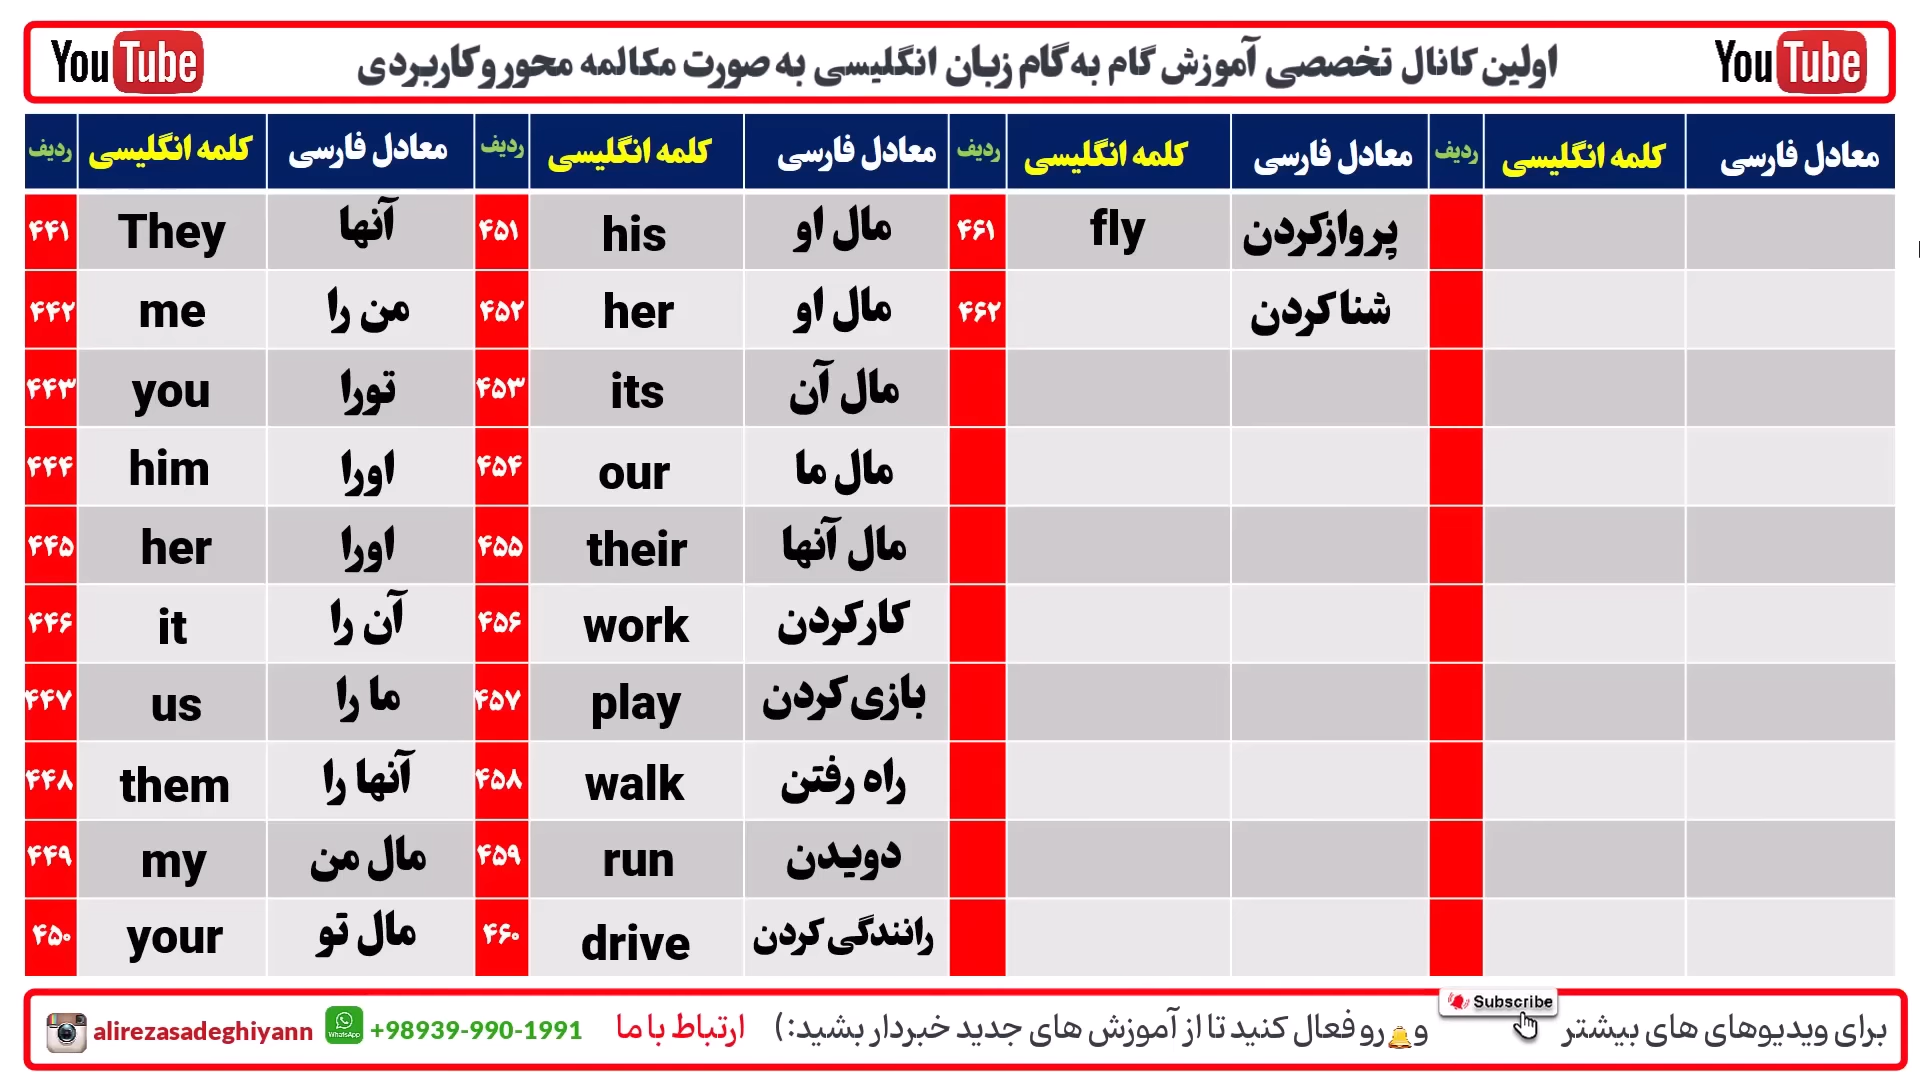 YouTube اولین کانال تخصصی آموزش گام به گام زبان انگلیسی به صورت مکالمه محور و کاربردی YouTube
ردیف کلمه انگلیسی معادل فارسی ردیف کلمه انگلیسی معادل فارسی ردیف کلمه انگلیسی معادل فارسی ردیف کلمه انگلیسی معادل فارسی
۴۴۱ They آنها ۴۵۱ his مال او ۴۶۱ fly پروازکردن
۴۴۲ me من را ۴۵۲ her مال او ۴۶۲ شنا کردن
۴۴۳ you تورا ۴۵۳ its مال آن
۴۴۴ him اورا ۴۵۴ our مال ما
۴۴۵ her اورا ۴۵۵ their مال آنها
۴۴۶ it آن را ۴۵۶ work کارکردن
۴۴۷ us ما را ۴۵۷ play بازی کردن
۴۴۸ them آنها را ۴۵۸ walk راه رفتن
۴۴۹ my مال من ۴۵۹ run دویدن
۴۵۰ your مال تو ۴۶۰ drive رانندگی کردن
برای ویدیوهای های بیشتر Subscribe و رو فعال کنید تا از آموزش های جدید خبردار بشید:) ارتباط با ما +98939-990-1991 WhatsApp alirezasadeghiyann